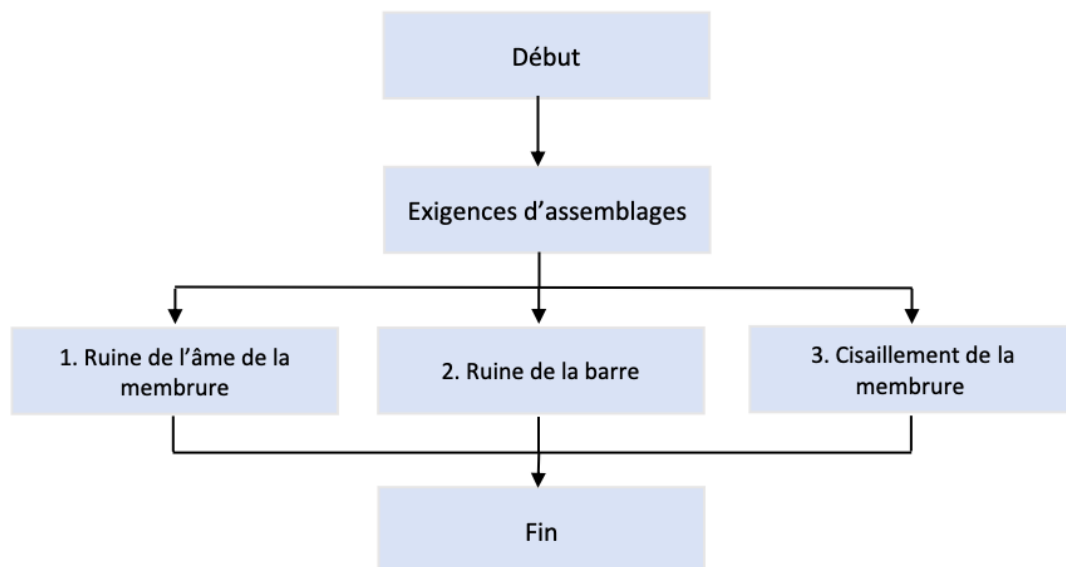 Début
Exigences d’assemblages
1. Ruine de l’âme de la
membrure
2. Ruine de la barre
3. Cisaillement de la
membrure
Fin